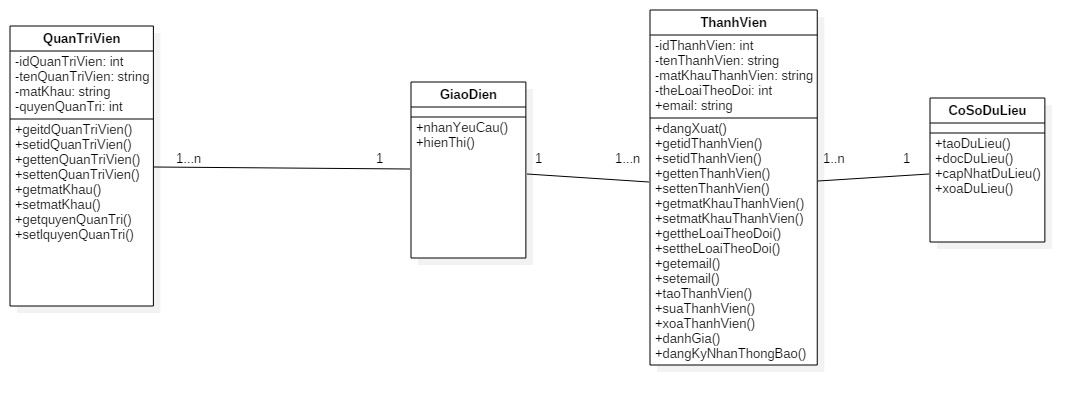 QuanTriVien
-idQuanTriVien: int
-tenQuanTriVien: string
-matKhau: string
-quyenQuanTri: int
+geitdQuanTriVien()
+setidQuanTriVien()
+gettenQuanTriVien()
+settenQuanTriVien()
+getmatKhau()
+setmatKhau()
+getquyenQuanTri()
+setlquyenQuanTri()
1...n
1
GiaoDien
+nhanYeuCau()
+hienThi()
1
1...n
ThanhVien
-idThanhVien: int
-tenThanhVien: string
-matKhauThanhVien: string
-theLoaiTheoDoi: int
+email: string
+dangXuat()
+getidThanhVien()
+setidThanhVien()
+gettenThanhVien()
+settenThanhVien()
+getmatKhauThanhVien()
+setmatKhauThanhVien()
+gettheLoaiTheoDoi()
+settheLoaiTheoDoi()
+getemail()
+setemail()
+taoThanhVien()
+suaThanhVien()
+xoaThanhVien()
+danhGia()
+dangKyNhanThongBao()
1..n
1
CoSoDuLieu
+taoDuLieu()
+docDuLieu()
+capNhatDuLieu()
+xoaDuLieu()